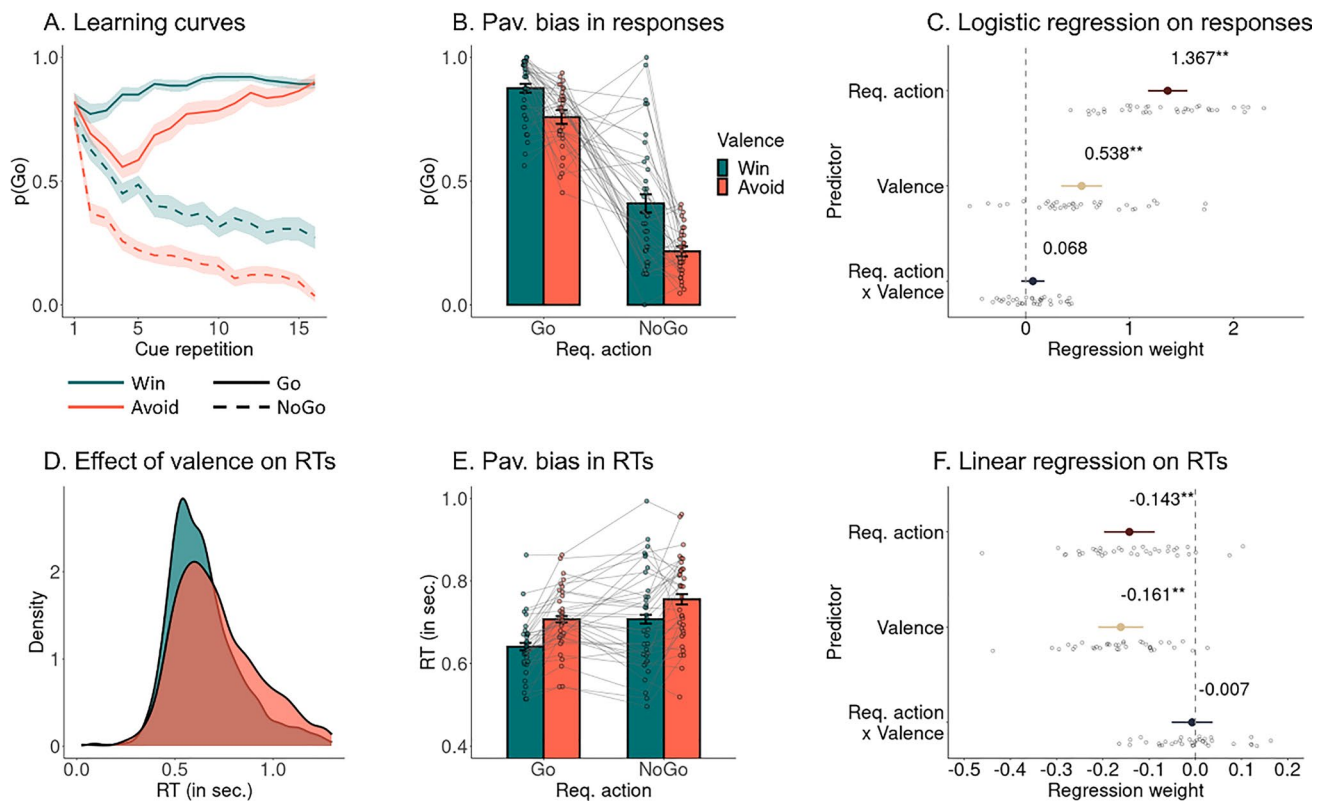 A. Learning curves
1.0
0.5
0.0
p(Go)
1
5
10
15
Cue repetition
Win
Go
Avoid
NoGo
B. Pav. bias in responses
1.0
0.5
0.0
p(Go)
Go
NoGo
Req. action
Valence
Win
Avoid
C. Logistic regression on responses
Predictor
Req. action
1.367**
Valence
0.538**
Req. action
x Valence
0.068
0
1
2
Regression weight
D. Effect of valence on RTs
Density
2
1
0
0.0
0.5
1.0
RT (in sec.)
E. Pav. bias in RTs
RT (in sec.)
1.0
0.8
0.6
0.4
Go
NoGo
Req. action
F. Linear regression on RTs
Predictor
Req. action
-0.143**
Valence
-0.161**
Req. action
x Valence
-0.007
-0.5
-0.4
-0.3
-0.2
-0.1
0.0
0.1
0.2
Regression weight